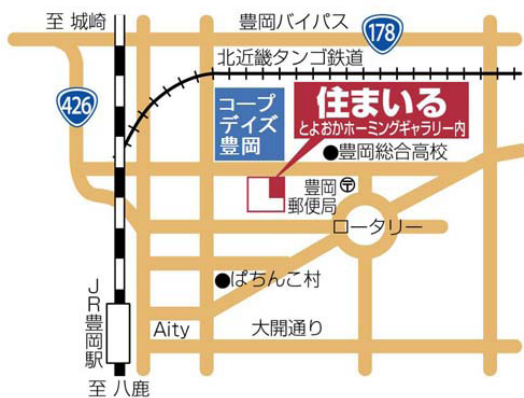 至 城崎
豊岡バイパス
178
北近畿タンゴ鉄道
426
コープ
デイズ
豊岡
住まいる
とよおかホーミングギャラリー内
豊岡総合高校
豊岡〒
郵便局
ロータリー
ぱちんこ村
JR豊岡駅
Aity
大開通り
至 八鹿